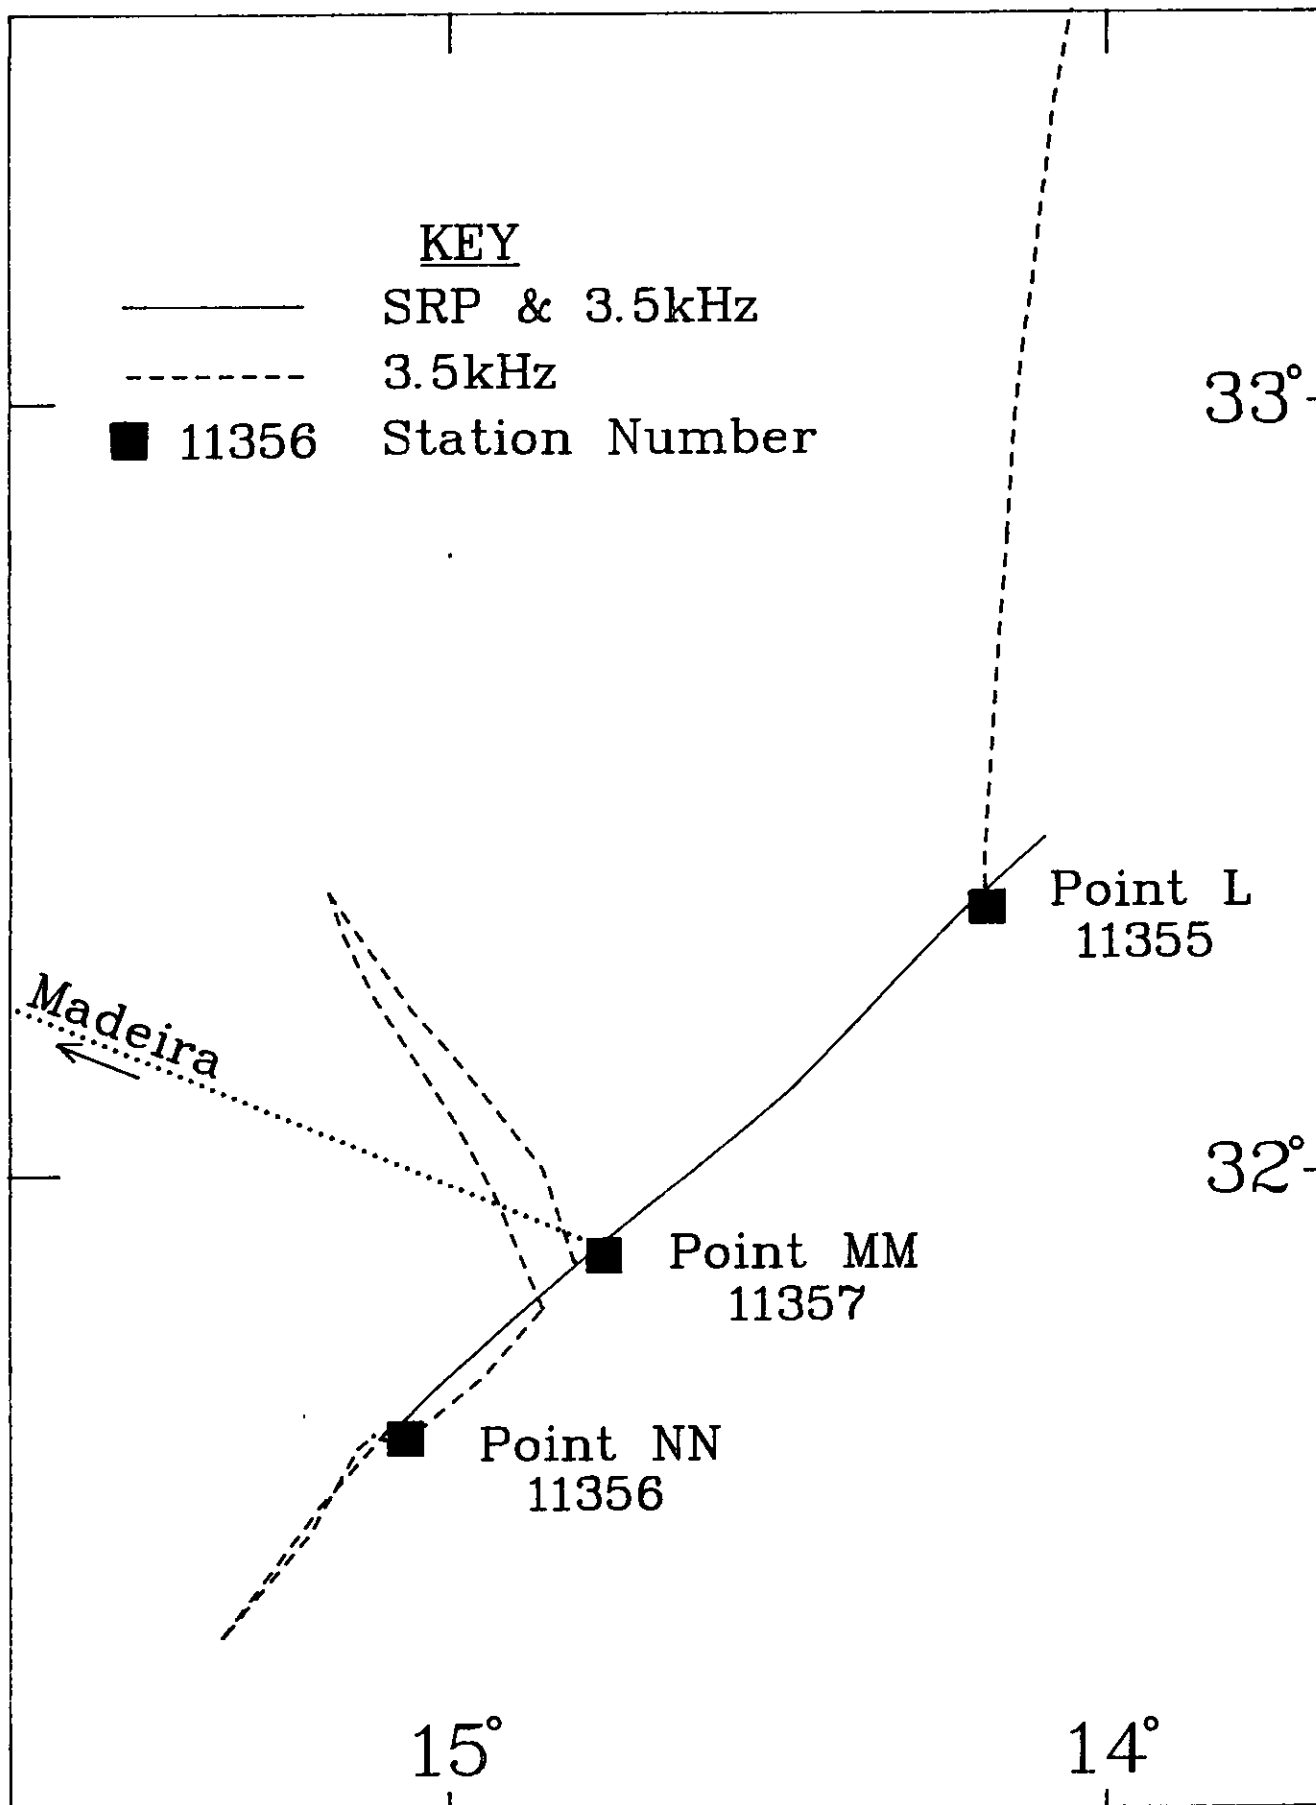 KEY
SRP & 3.5kHz
3.5kHz
11356 Station Number
33°
Point L
11355
Madeira
32°
Point MM
11357
Point NN
11356
15°
14°